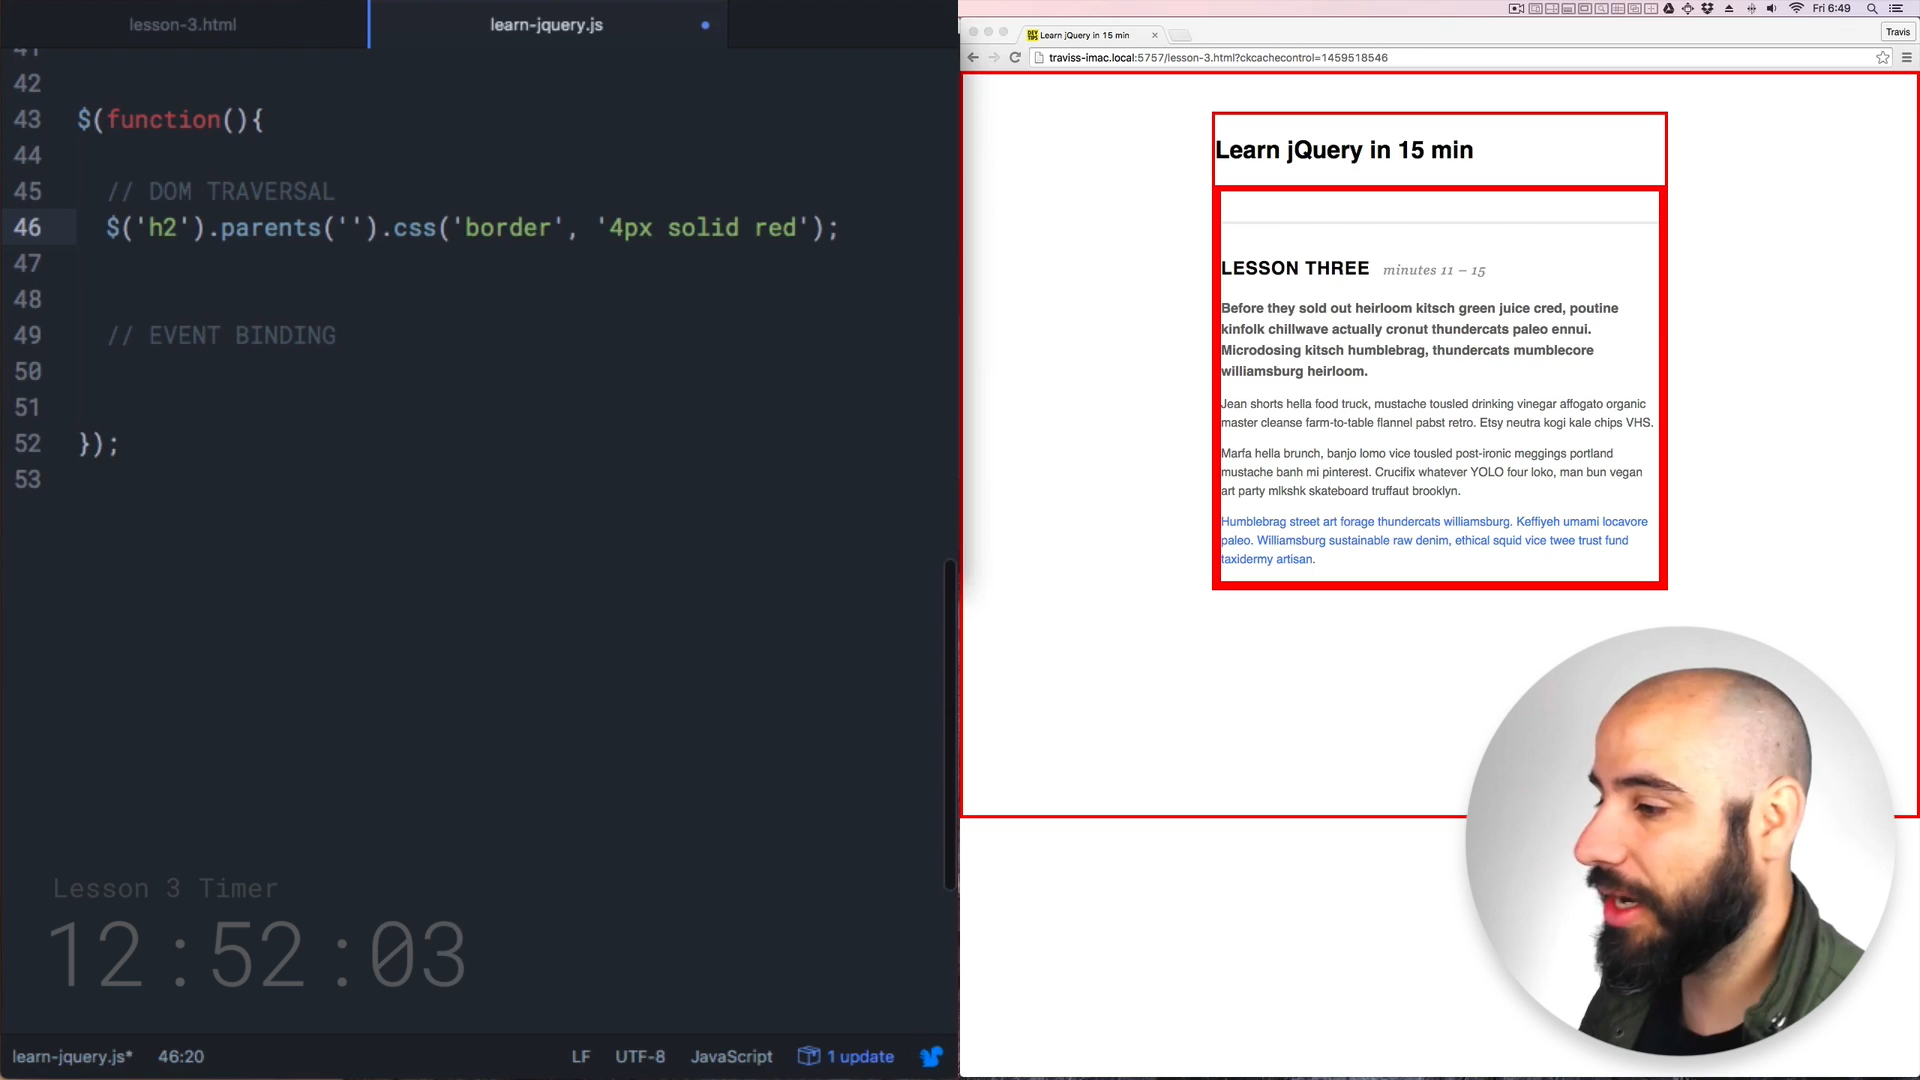 lesson-3.html
learn-jquery.js
42
43 $(function(){
44
45 // DOM TRAVERSAL
46 $('h2').parents('').css('border', '4px solid red');
47
48
49 // EVENT BINDING
50
51
52 });
53
Lesson 3 Timer
12:52:03
learn-jquery.js* 46:20 LF UTF-8 JavaScript 1 update
Fri 6:49
Learn jQuery in 15 min
Travis
traviss-imac.local:5757/lesson-3.html?ckcachecontrol=1459518546
Learn jQuery in 15 min
LESSON THREE minutes 11 – 15
Before they sold out heirloom kitsch green juice cred, poutine
kinfolk chillwave actually cronut thundercats paleo ennui.
Microdosing kitsch humblebrag, thundercats mumblecore
williamsburg heirloom.
Jean shorts hella food truck, mustache tousled drinking vinegar affogato organic
master cleanse farm-to-table flannel pabst retro. Etsy neutra kogi kale chips VHS.
Marfa hella brunch, banjo lomo vice tousled post-ironic meggings portland
mustache banh mi pinterest. Crucifix whatever YOLO four loko, man bun vegan
art party mlkshk skateboard truffaut brooklyn.
Humblebrag street art forage thundercats williamsburg. Keffiyeh umami locavore
paleo. Williamsburg sustainable raw denim, ethical squid vice twee trust fund
taxidermy artisan.